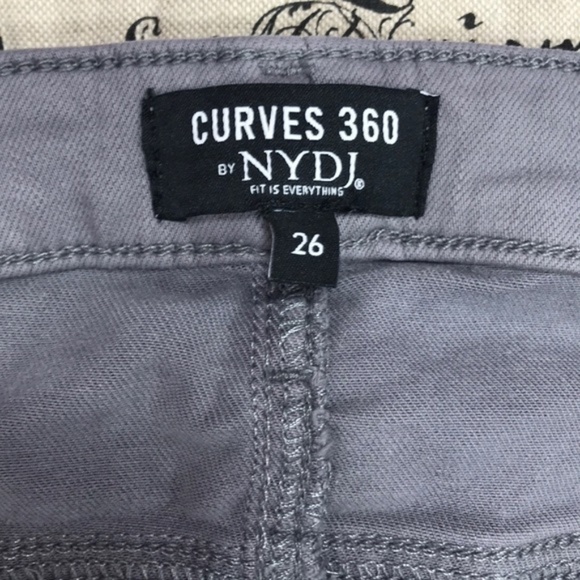 CURVES 360
BY NYDJ®
FIT IS EVERYTHING
26